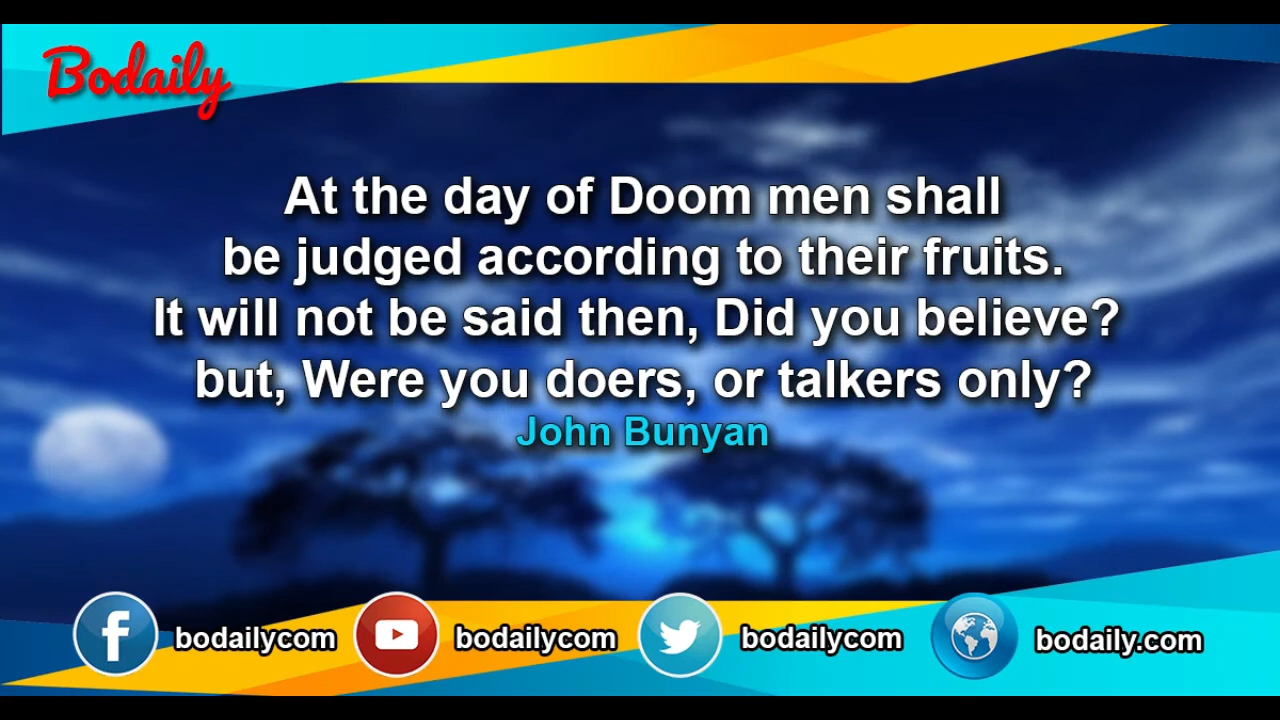 Bodaily
At the day of Doom men shall
be judged according to their fruits.
It will not be said then, Did you believe?
but, Were you doers, or talkers only?
John Bunyan
bodailycom
bodailycom
bodailycom
bodaily.com